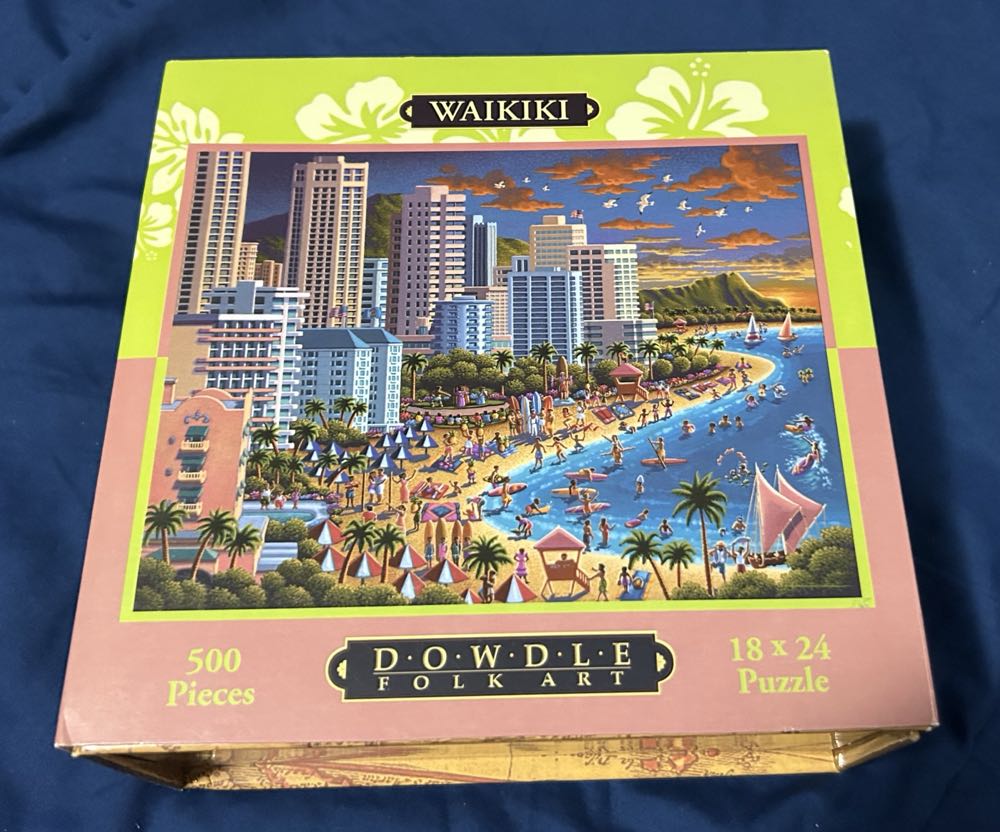 WAIKIKI
500
Pieces
D·O·W·D·L·E
FOLK ART
18 x 24
Puzzle